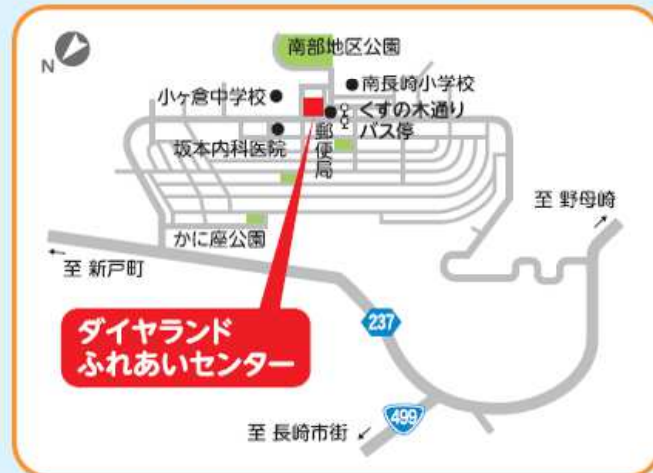 南部地区公園
N
小ヶ倉中学校
南長崎小学校
くすの木通り
バス停
郵便局
坂本内科医院
至 野母崎
かに座公園
至 新戸町
ダイヤランド
ふれあいセンター
237
499
至 長崎市街